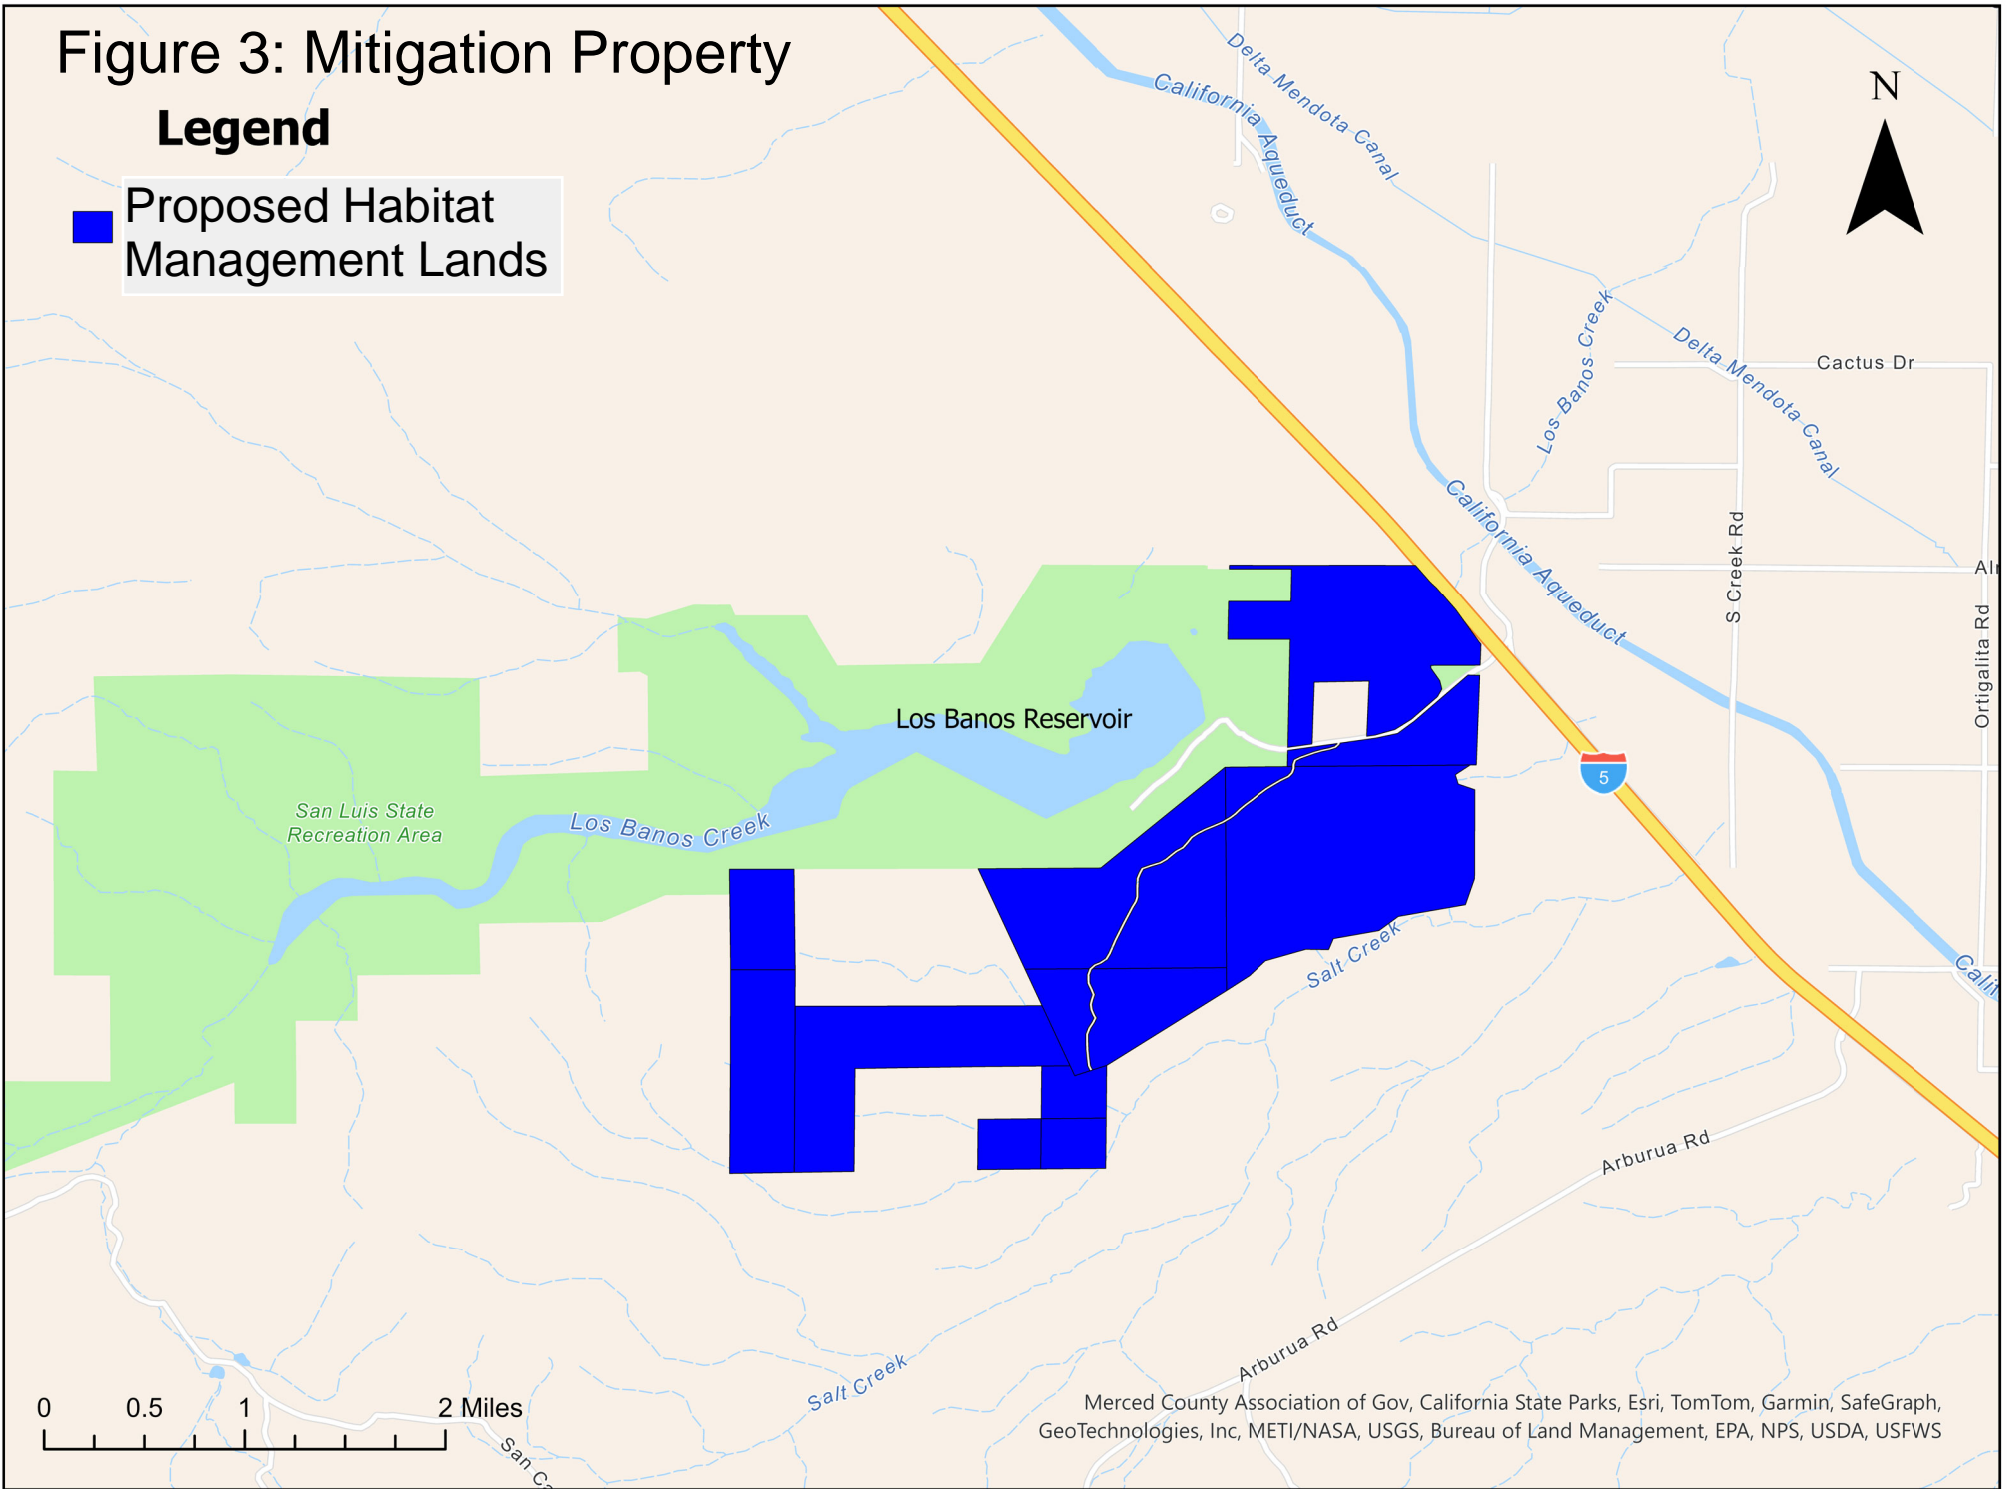 Figure 3: Mitigation Property
Legend
Proposed Habitat
Management Lands
N
California Aqueduct
Delta Mendota Canal
Los Banos Creek
Delta Mendota Canal
Cactus Dr
California Aqueduct
S Creek Rd
Ortigalita Rd
Los Banos Reservoir
5
San Luis State
Recreation Area
Los Banos Creek
Salt Creek
Arburua Rd
Arburua Rd
Salt Creek
0 0.5 1 2 Miles
Merced County Association of Gov, California State Parks, Esri, TomTom, Garmin, SafeGraph,
GeoTechnologies, Inc, METI/NASA, USGS, Bureau of Land Management, EPA, NPS, USDA, USFWS